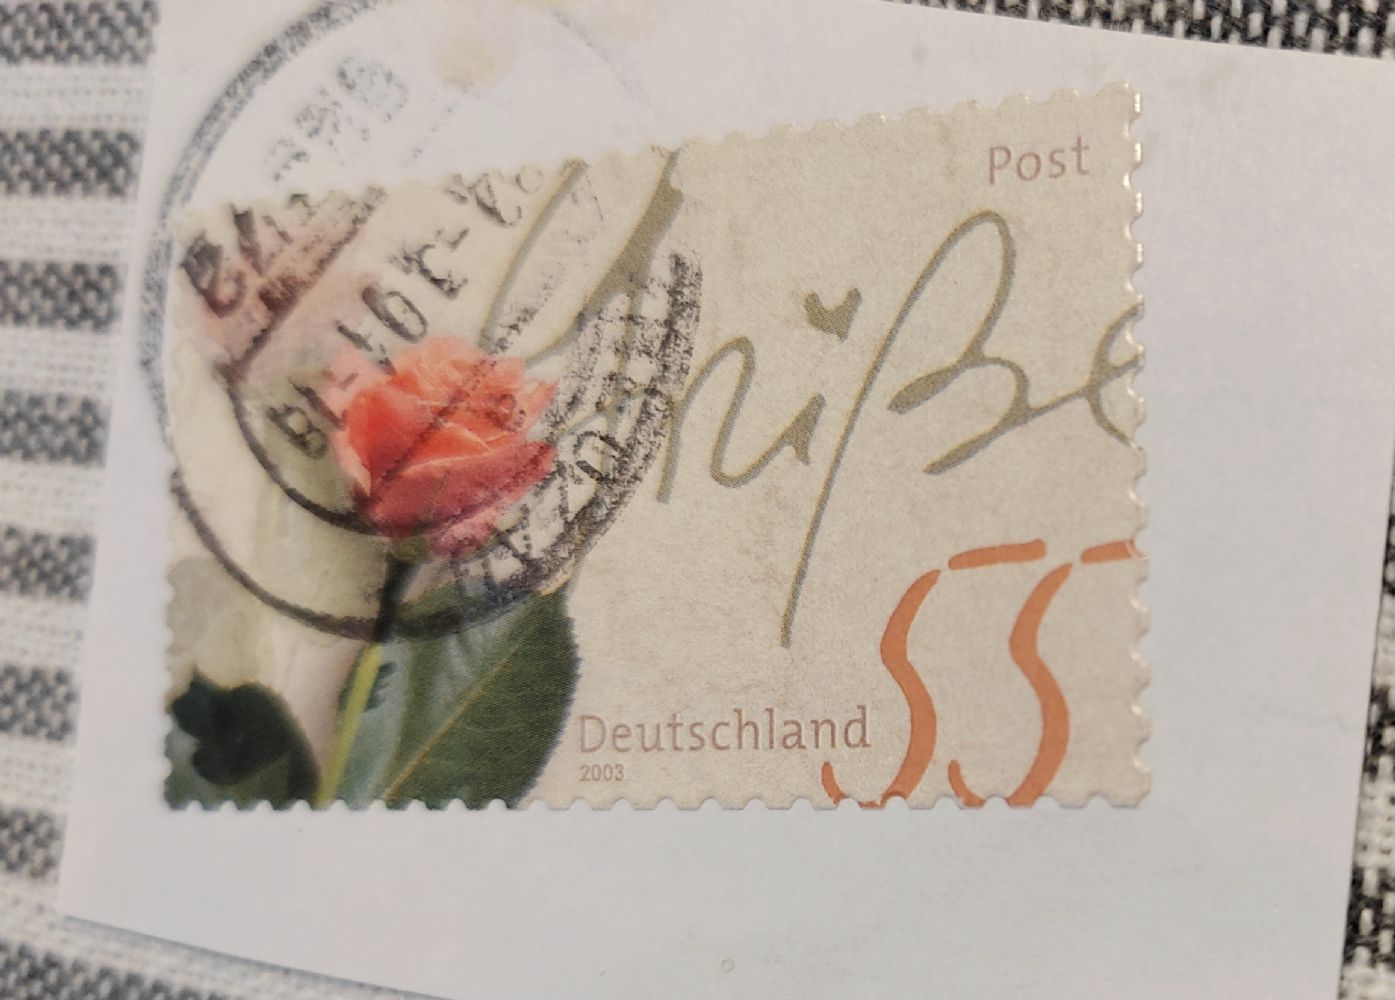 Post
Grüße
55
Deutschland
2003